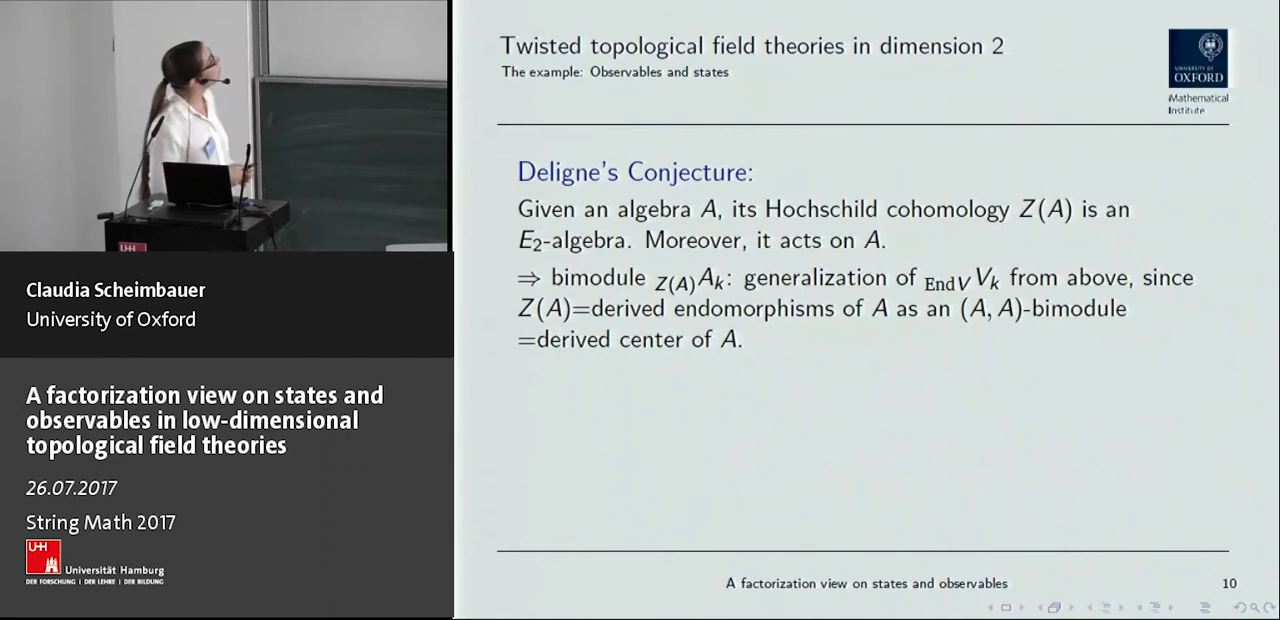 Twisted topological field theories in dimension 2
The example: Observables and states
UNIVERSITY OF
OXFORD
Mathematical
Institute
Deligne's Conjecture:
Given an algebra A, its Hochschild cohomology Z(A) is an
E₂-algebra. Moreover, it acts on A.
⇒ bimodule Z(A)Aₖ: generalization of End V Vₖ from above, since
Z(A)=derived endomorphisms of A as an (A, A)-bimodule
=derived center of A.
A factorization view on states and observables
10
UH
Claudia Scheimbauer
University of Oxford
A factorization view on states and
observables in low-dimensional
topological field theories
26.07.2017
String Math 2017
UH
Universität Hamburg
DER FORSCHUNG | DER LEHRE | DER BILDUNG